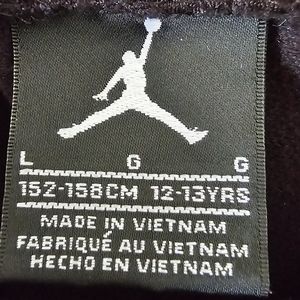 L G G
152-158CM 12-13YRS
MADE IN VIETNAM
FABRIQUÉ AU VIETNAM
HECHO EN VIETNAM